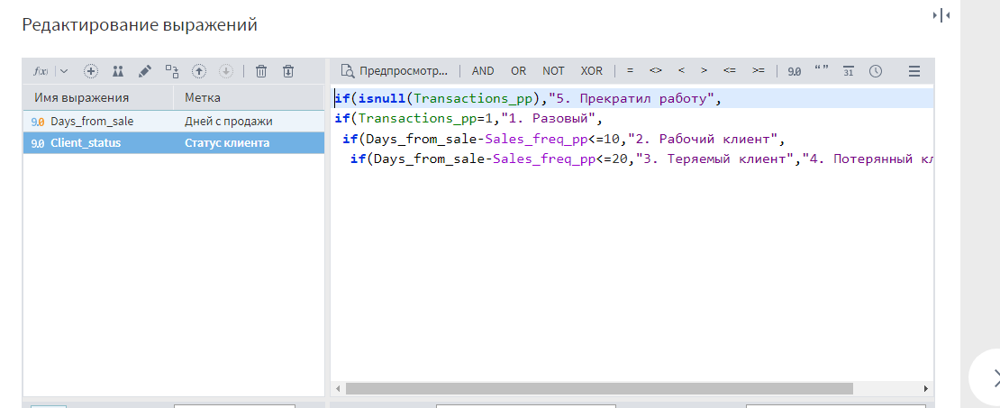 Редактирование выражений
f(x) Предпросмотр... AND OR NOT XOR = <> < > <= >= 9.0 “ ” 31
Имя выражения Метка
9.0 Days_from_sale Дней с продажи
9.0 Client_status Статус клиента
if(isnull(Transactions_pp),"5. Прекратил работу",
if(Transactions_pp=1,"1. Разовый",
if(Days_from_sale-Sales_freq_pp<=10,"2. Рабочий клиент",
if(Days_from_sale-Sales_freq_pp<=20,"3. Теряемый клиент","4. Потерянный кл